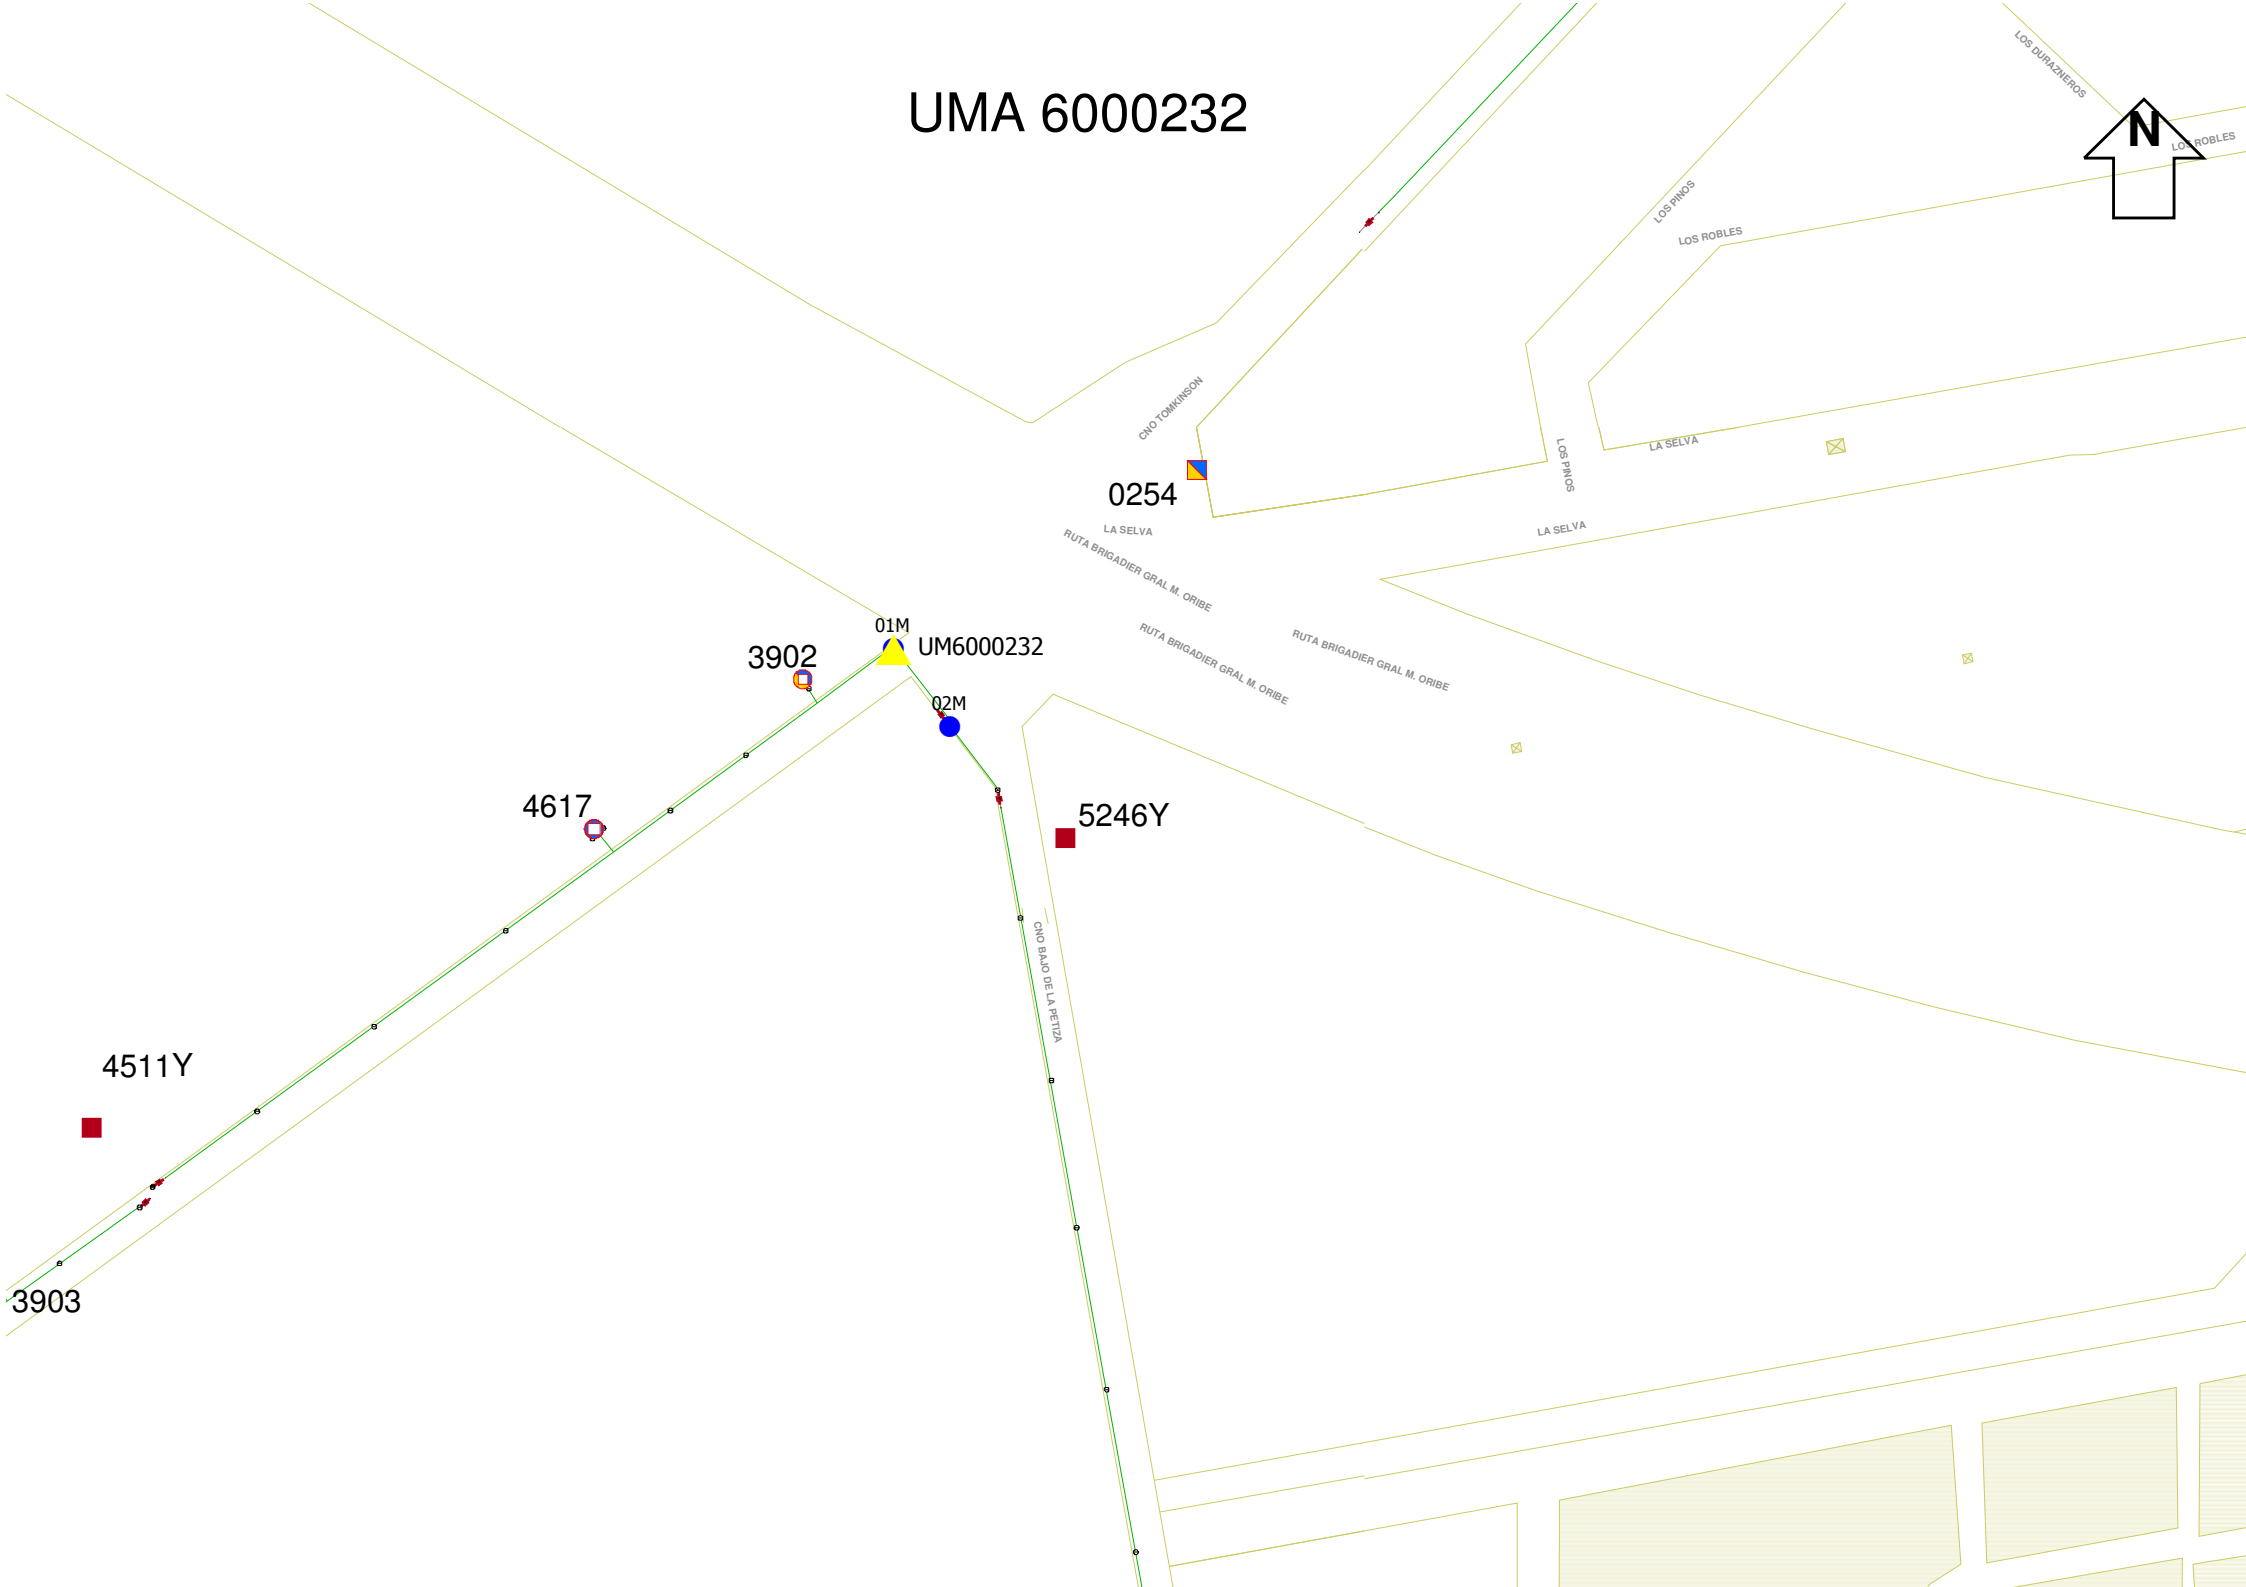 LOS DURAZNEROS
UMA 6000232
N
LOS ROBLES
LOS PINOS
LOS ROBLES
CNO TOMKINSON
LA SELVA
LOS PINOS
0254
LA SELVA
LA SELVA
RUTA BRIGADIER GRAL M. ORIBE
01M
UM6000232
3902
RUTA BRIGADIER GRAL M. ORIBE
RUTA BRIGADIER GRAL M. ORIBE
02M
4617
5246Y
CNO BAJO DE LA PETIZA
4511Y
3903